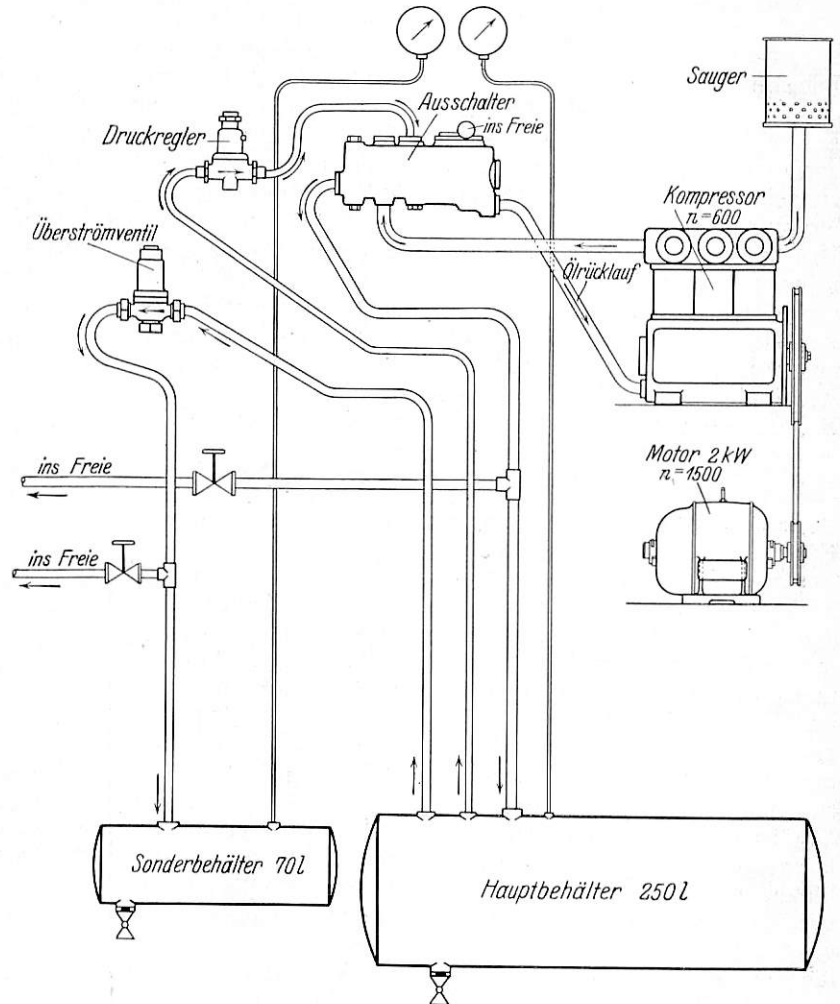 Sauger
Ausschalter
ins Freie
Druckregler
Kompressor
n=600
Überströmventil
Ölrücklauf
ins Freie
Motor 2kW
n=1500
ins Freie
Sonderbehälter 70l
Hauptbehälter 250l